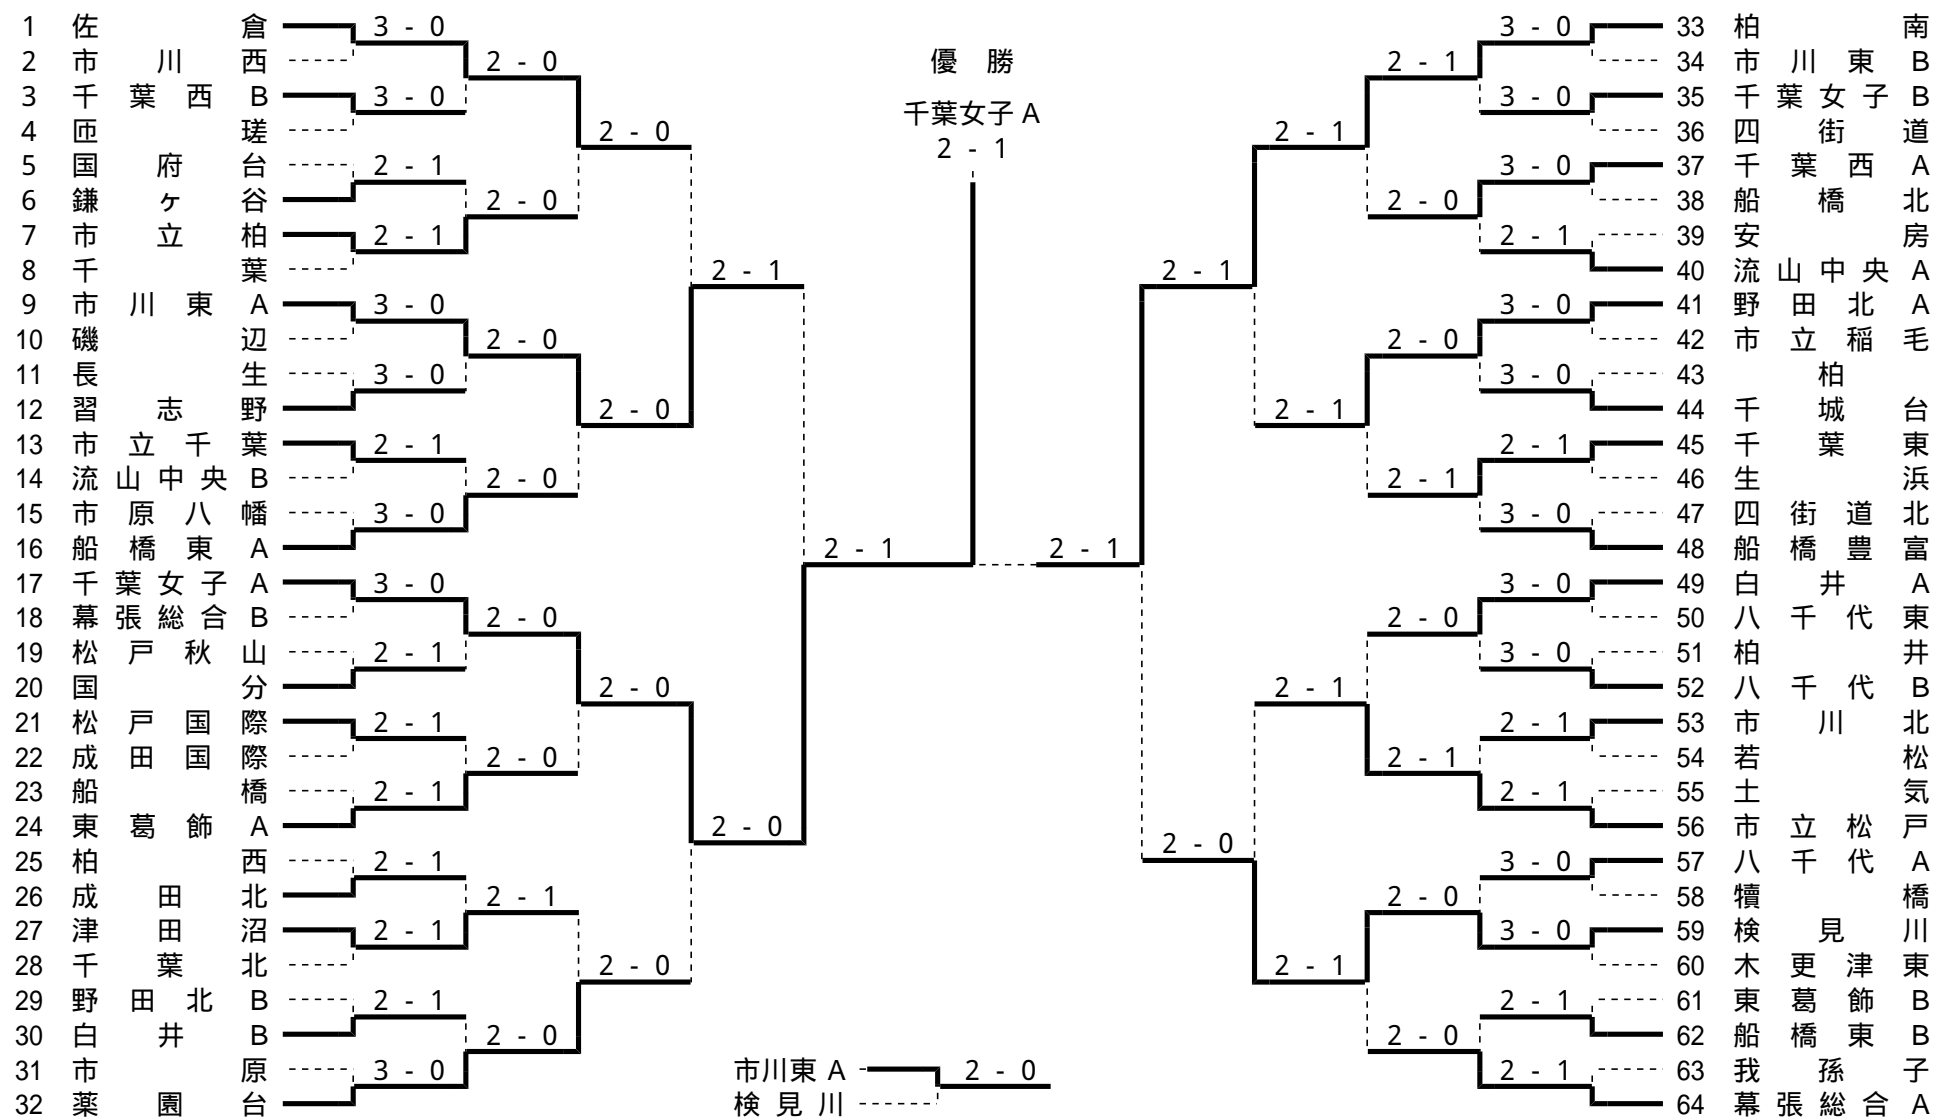 優勝
千葉女子A
2 - 1
1 佐倉
3 - 0
2 市川西
2 - 0
3 千葉西B
3 - 0
4 匝瑳
2 - 0
5 国府台
2 - 1
6 鎌ヶ谷
2 - 0
7 市立柏
2 - 1
8 千葉
2 - 1
9 市川東A
3 - 0
10 磯辺
2 - 0
11 長生
3 - 0
12 習志野
2 - 0
13 市立千葉
2 - 1
14 流山中央B
2 - 0
15 市原八幡
3 - 0
16 船橋東A
2 - 1
17 千葉女子A
3 - 0
18 幕張総合B
2 - 0
19 松戸秋山
2 - 1
20 国分
2 - 0
21 松戸国際
2 - 1
22 成田国際
2 - 0
23 船橋
2 - 1
24 東葛飾A
2 - 0
25 柏西
2 - 1
26 成田北
2 - 1
27 津田沼
2 - 1
28 千葉北
2 - 0
29 野田北B
2 - 1
30 白井B
2 - 0
31 市原
3 - 0
32 薬園台
3 - 0
33 柏南
2 - 1
34 市川東B
3 - 0
35 千葉女子B
2 - 1
36 四街道
3 - 0
37 千葉西A
2 - 0
38 船橋北
2 - 1
39 安房
2 - 1
40 流山中央A
3 - 0
41 野田北A
2 - 0
42 市立稲毛
3 - 0
43 柏
2 - 1
44 千城台
2 - 1
45 千葉東
2 - 1
46 生浜
3 - 0
47 四街道北
2 - 1
48 船橋豊富
3 - 0
49 白井A
2 - 0
50 八千代東
3 - 0
51 柏井
2 - 1
52 八千代B
2 - 1
53 市川北
2 - 1
54 若松
2 - 1
55 土気
2 - 0
56 市立松戸
3 - 0
57 八千代A
2 - 0
58 犢橋
3 - 0
59 検見川
2 - 1
60 木更津東
2 - 1
61 東葛飾B
2 - 0
62 船橋東B
2 - 1
63 我孫子
64 幕張総合A
市川東A
2 - 0
検見川